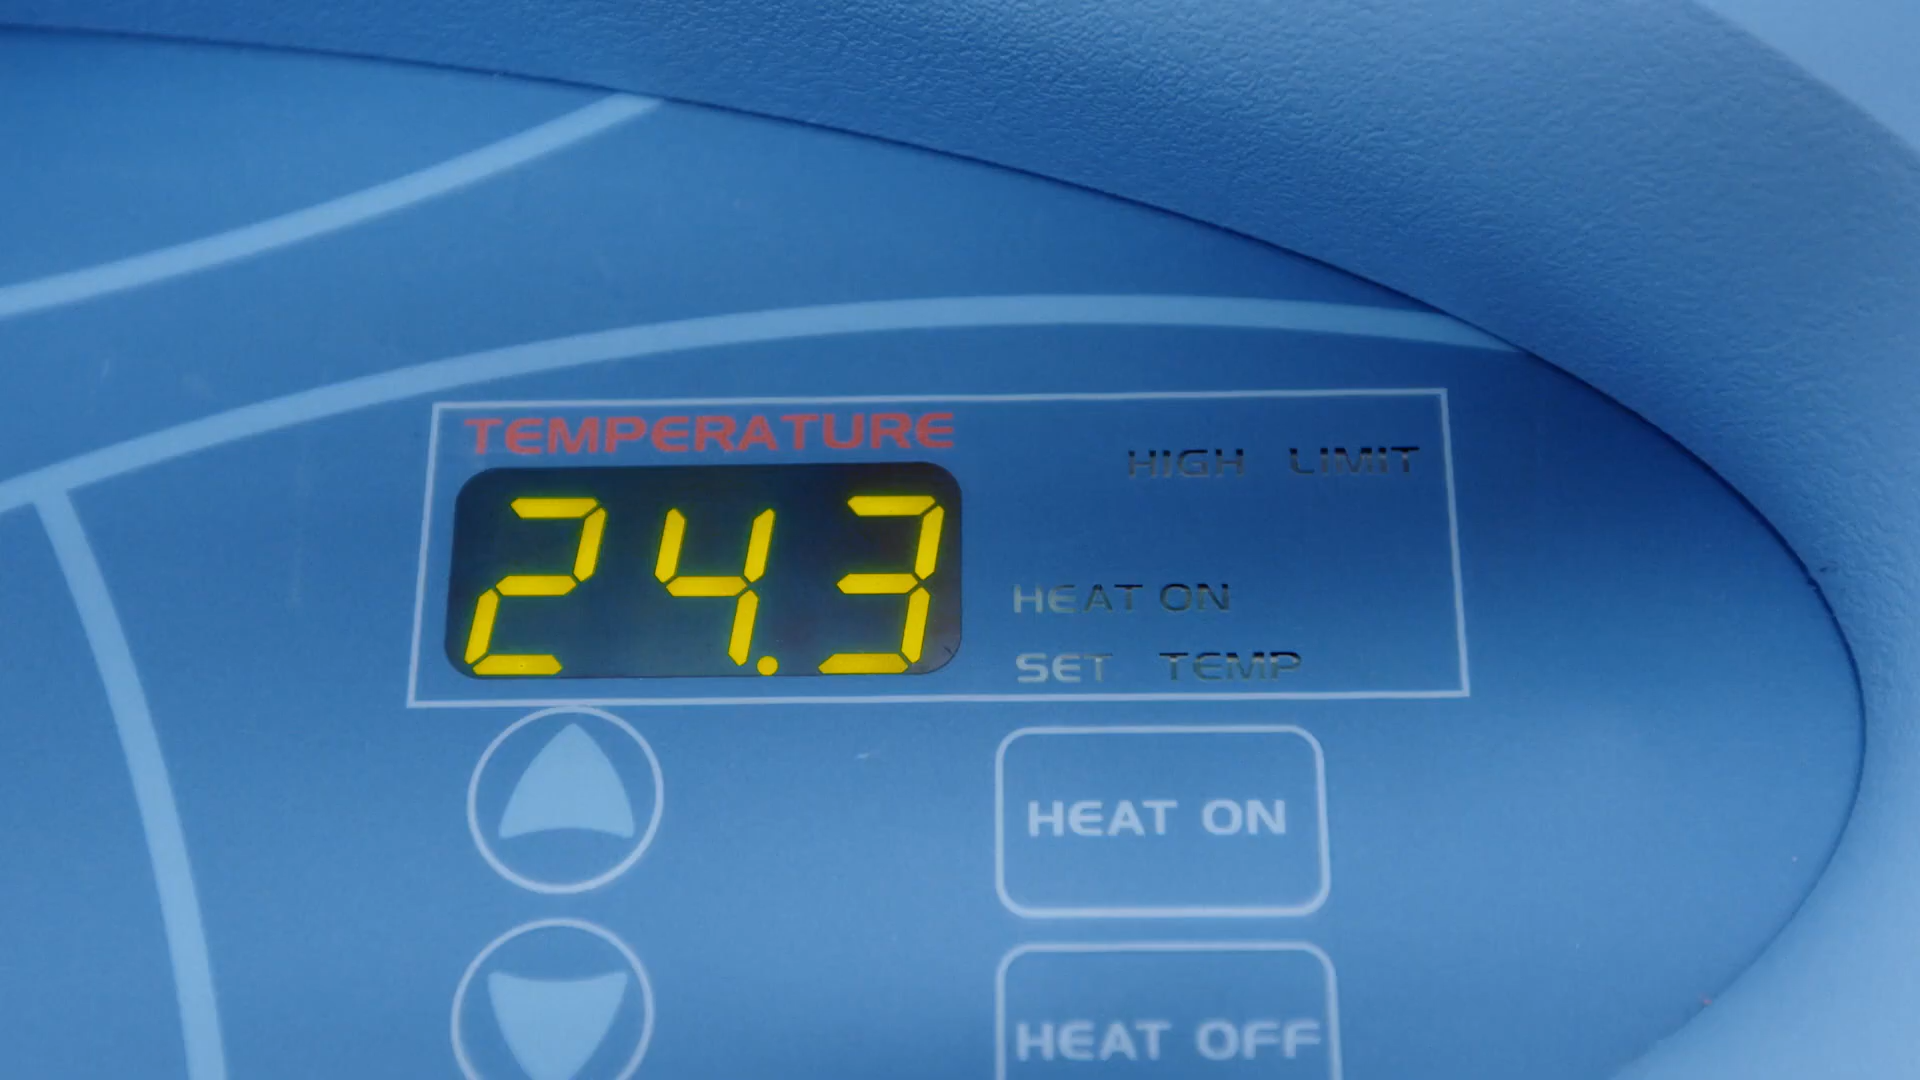 TEMPERATURE
HIGH LIMIT
24.3
HEAT ON
SET TEMP
HEAT ON
HEAT OFF